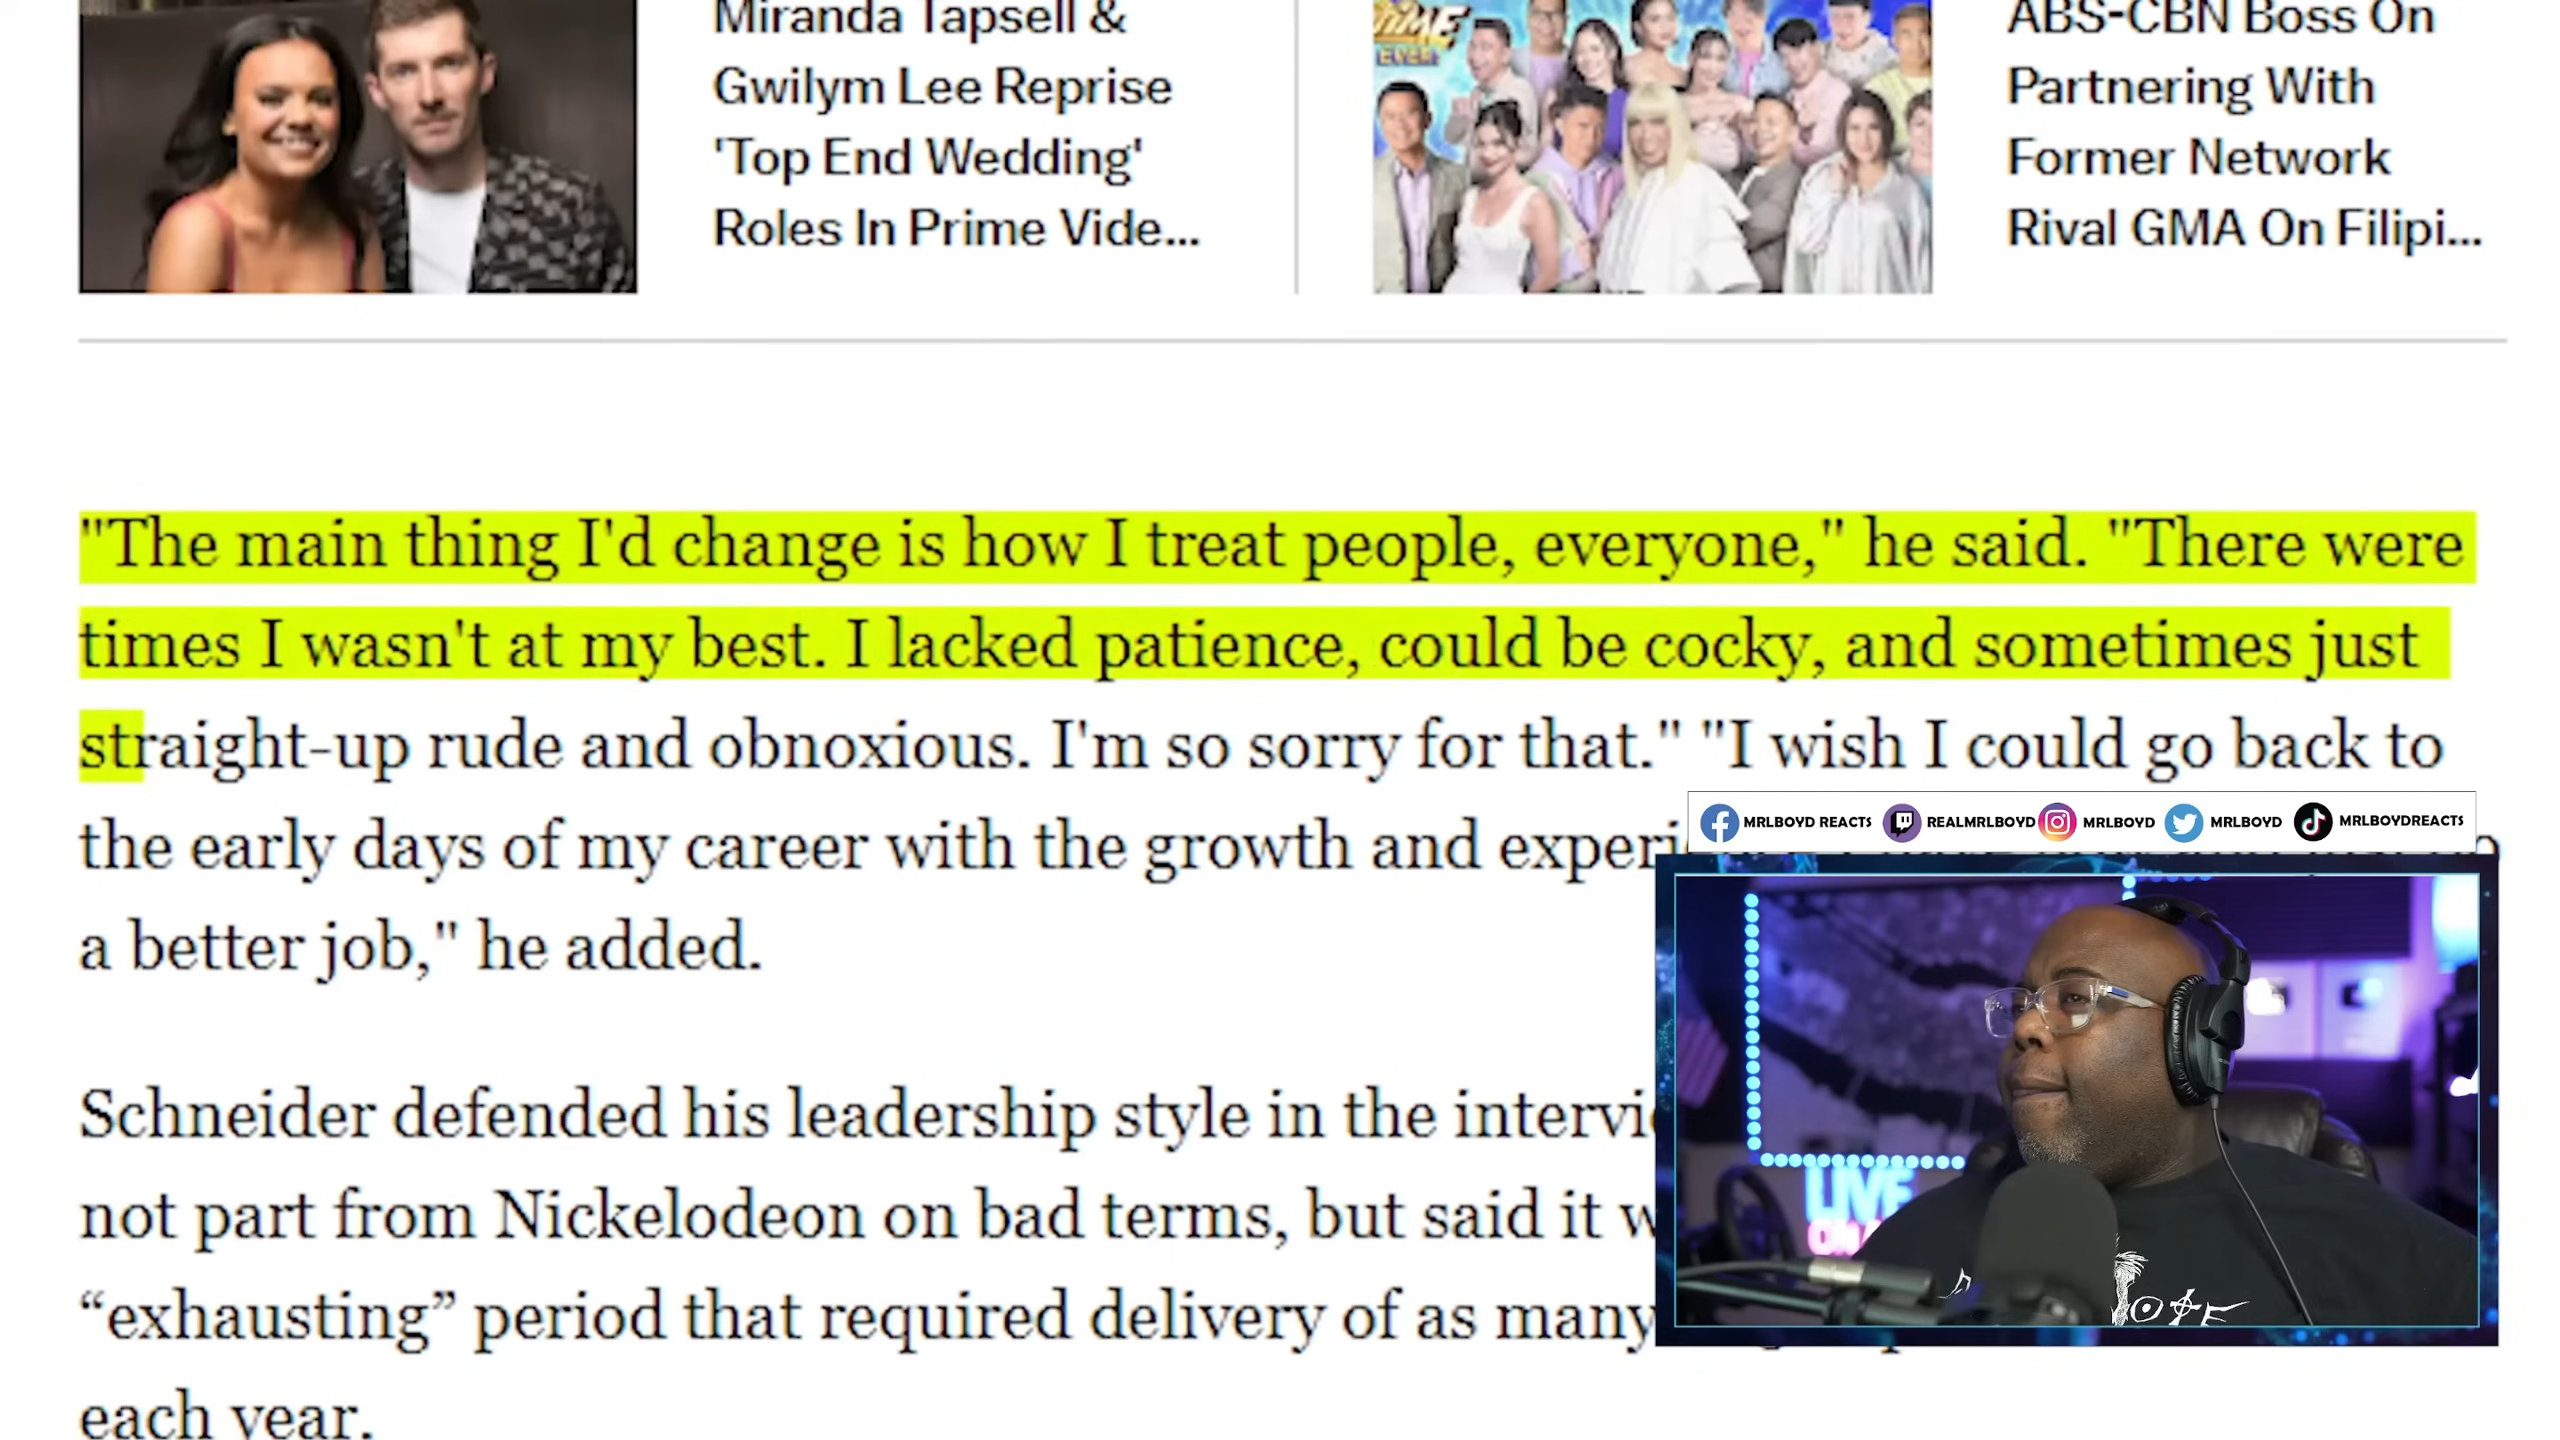 Miranda Tapsell &
Gwilym Lee Reprise
'Top End Wedding'
Roles In Prime Vide...
TIME
EVER!
ABS-CBN Boss On
Partnering With
Former Network
Rival GMA On Filipi...
"The main thing I'd change is how I treat people, everyone," he said. "There were
times I wasn't at my best. I lacked patience, could be cocky, and sometimes just
straight-up rude and obnoxious. I'm so sorry for that." "I wish I could go back to
the early days of my career with the growth and experi
a better job," he added.
Schneider defended his leadership style in the intervi
not part from Nickelodeon on bad terms, but said it w
“exhausting” period that required delivery of as many
each year.
MRLBOYD REACTS REALMRLBOYD MRLBOYD MRLBOYD MRLBOYDREACTS
LIVE
ON A